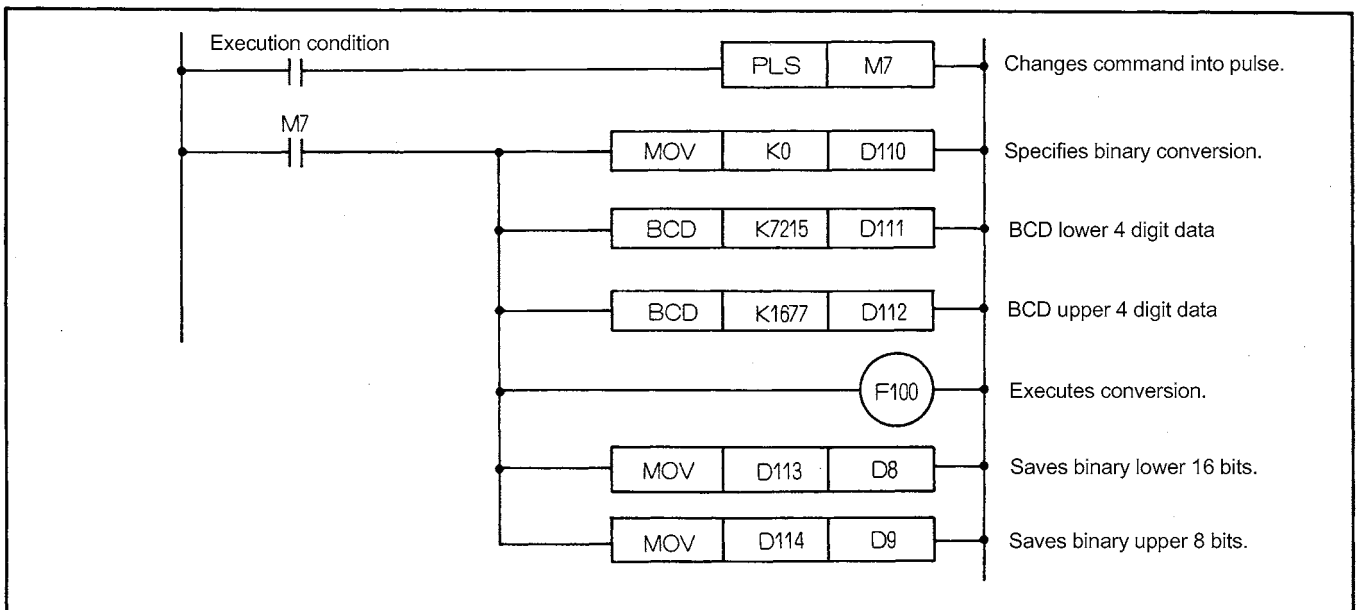 Execution condition
PLS M7 Changes command into pulse.
M7
MOV K0 D110 Specifies binary conversion.
BCD K7215 D111 BCD lower 4 digit data
BCD K1677 D112 BCD upper 4 digit data
F100 Executes conversion.
MOV D113 D8 Saves binary lower 16 bits.
MOV D114 D9 Saves binary upper 8 bits.